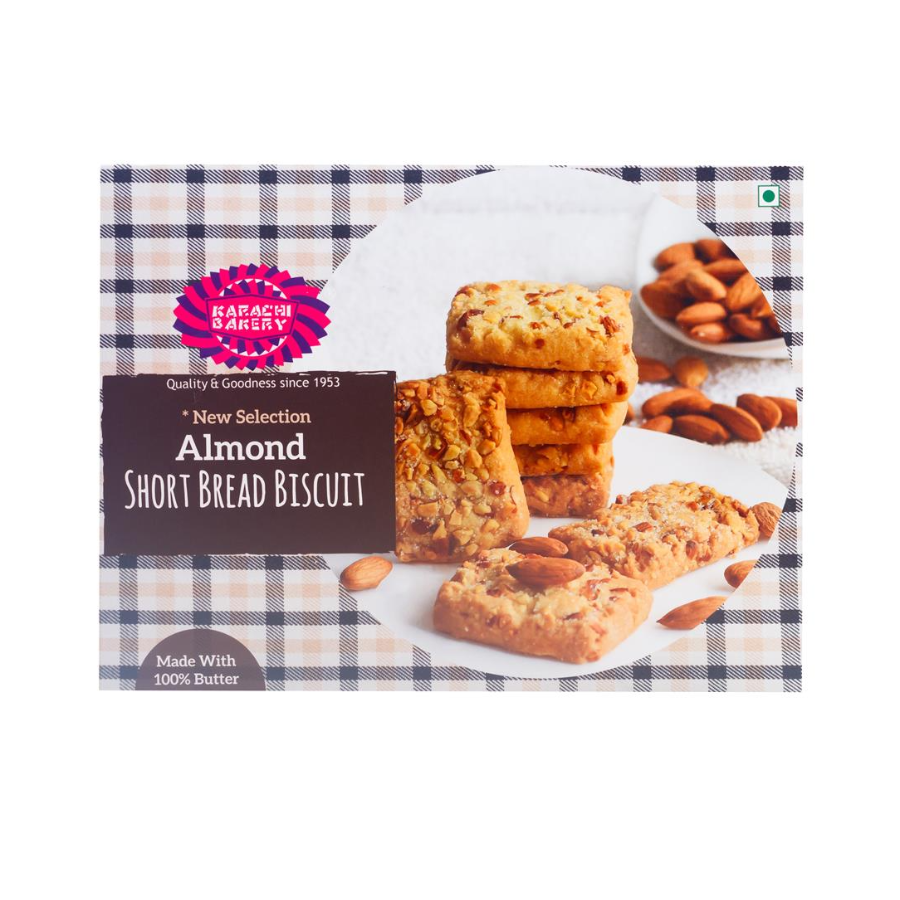 KARACHI
BAKERY
Quality & Goodness since 1953
* New Selection
Almond
SHORT BREAD BISCUIT
Made With
100% Butter